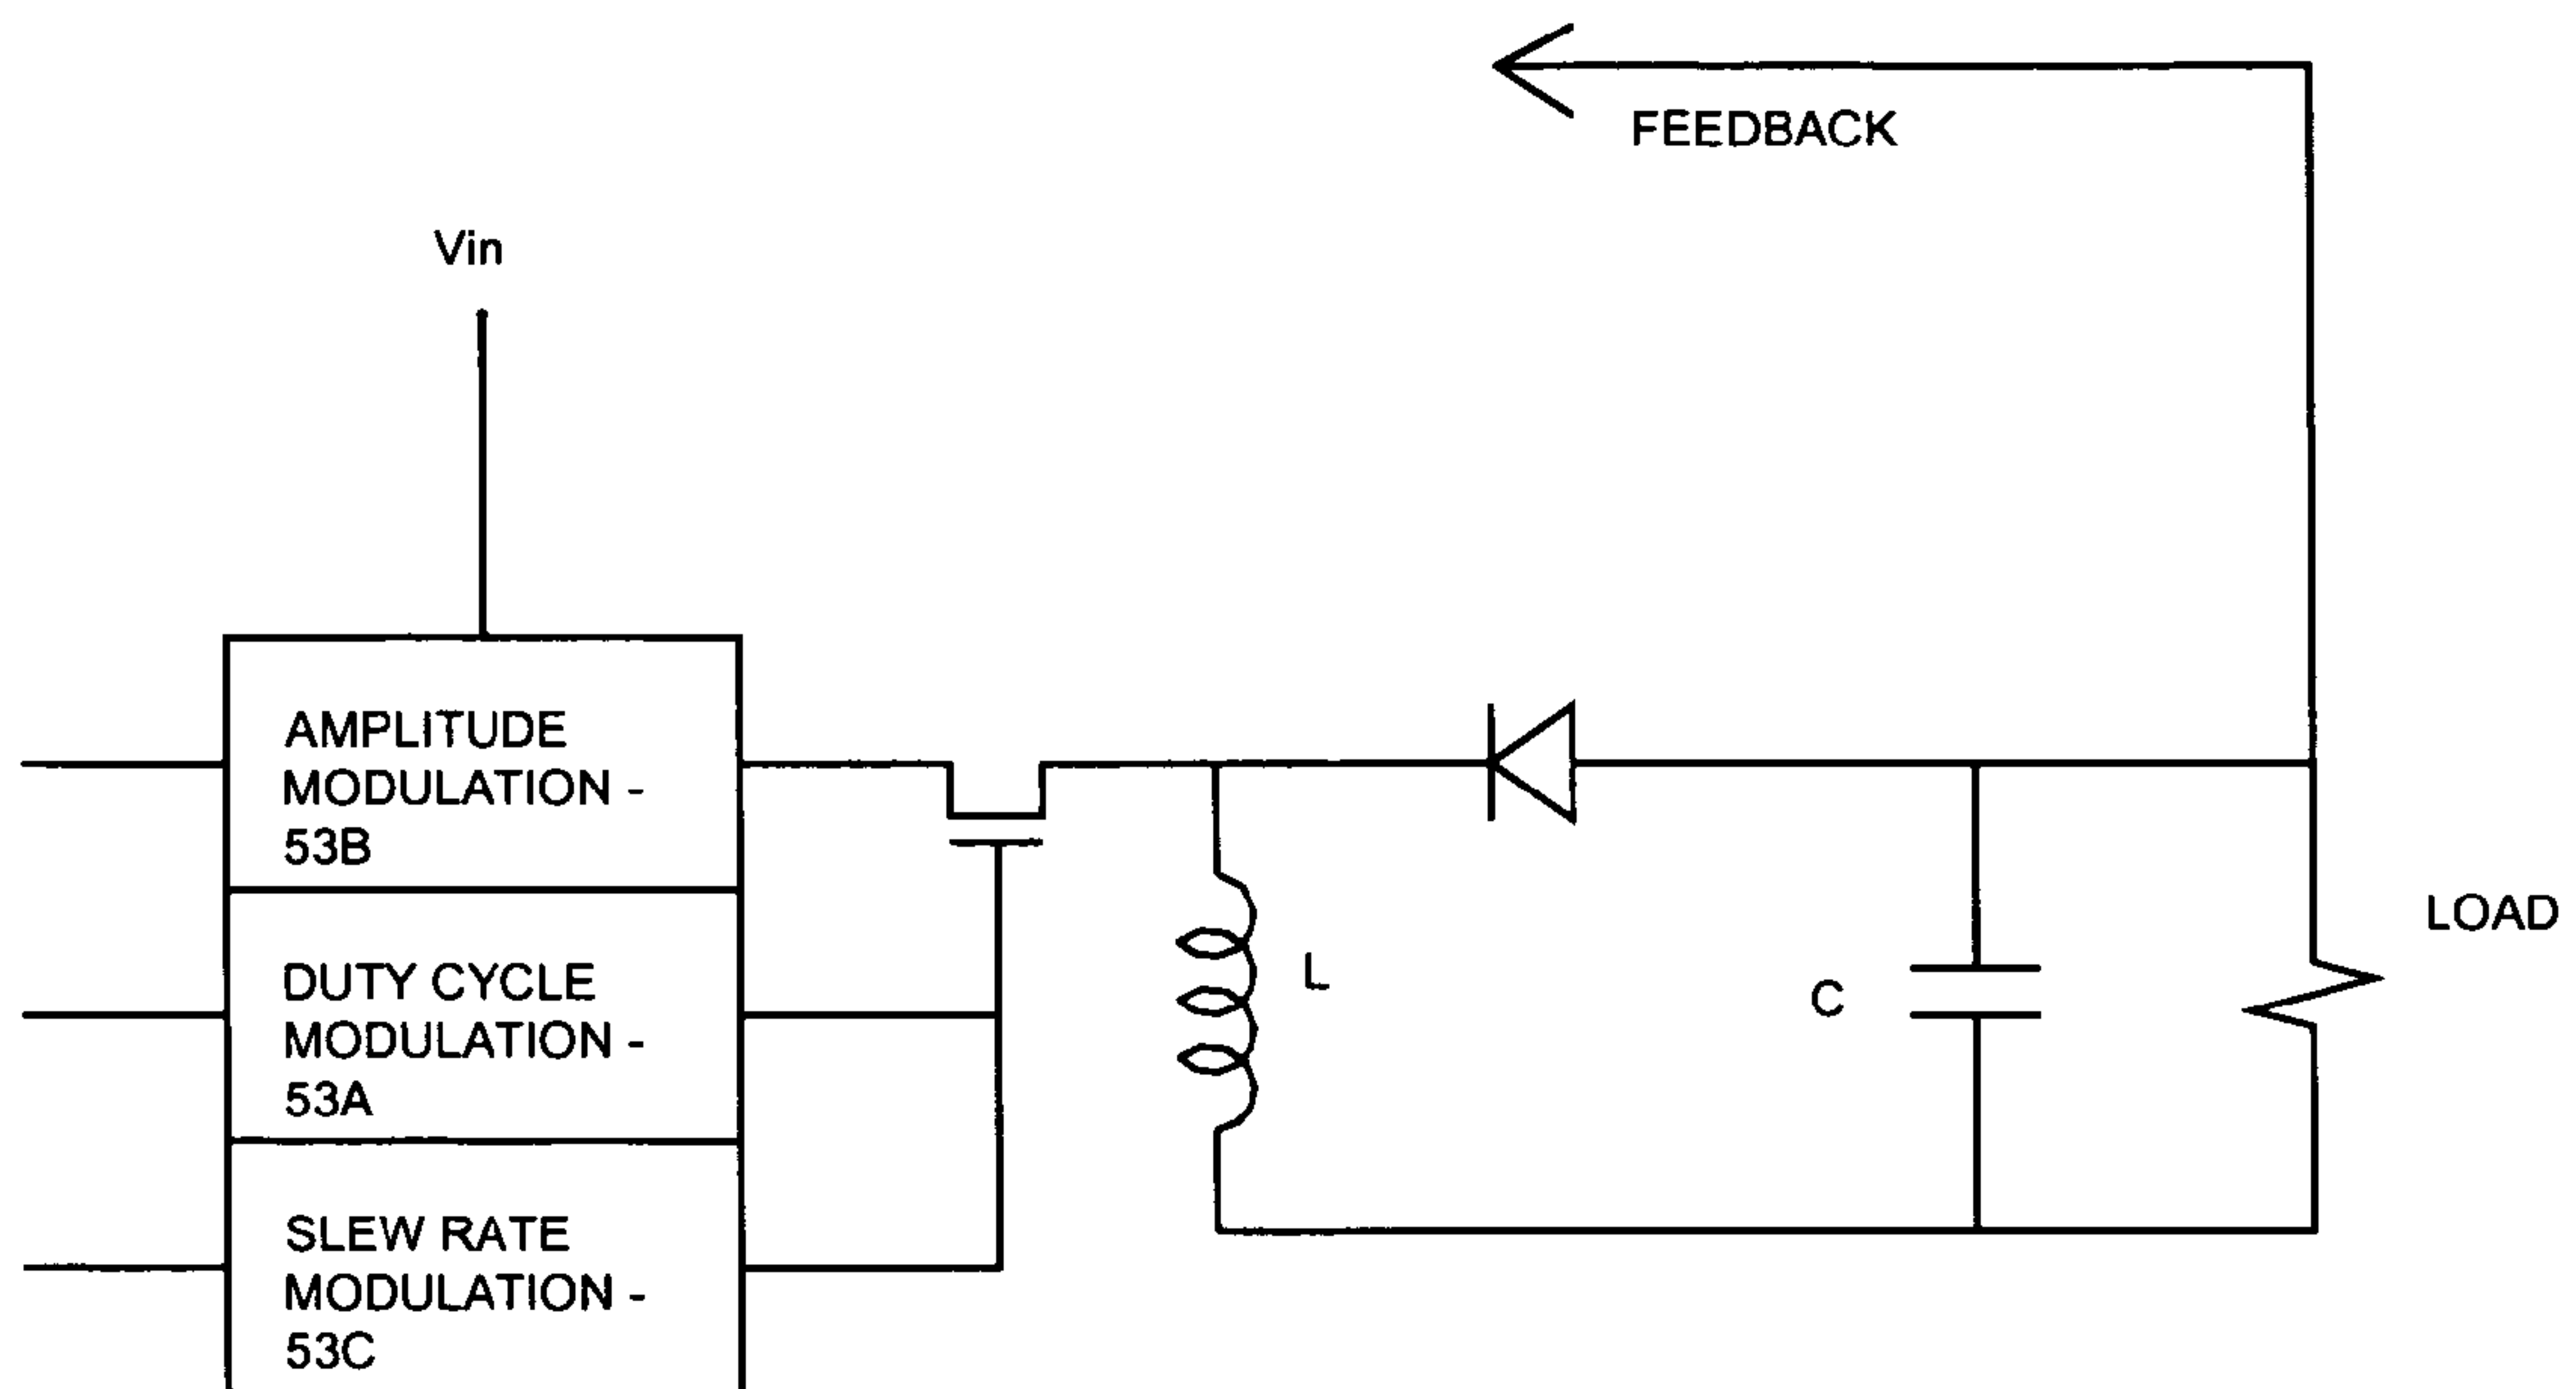 FEEDBACK
Vin
AMPLITUDE
MODULATION -
53B
LOAD
DUTY CYCLE
MODULATION -
53A
L
C
SLEW RATE
MODULATION -
53C